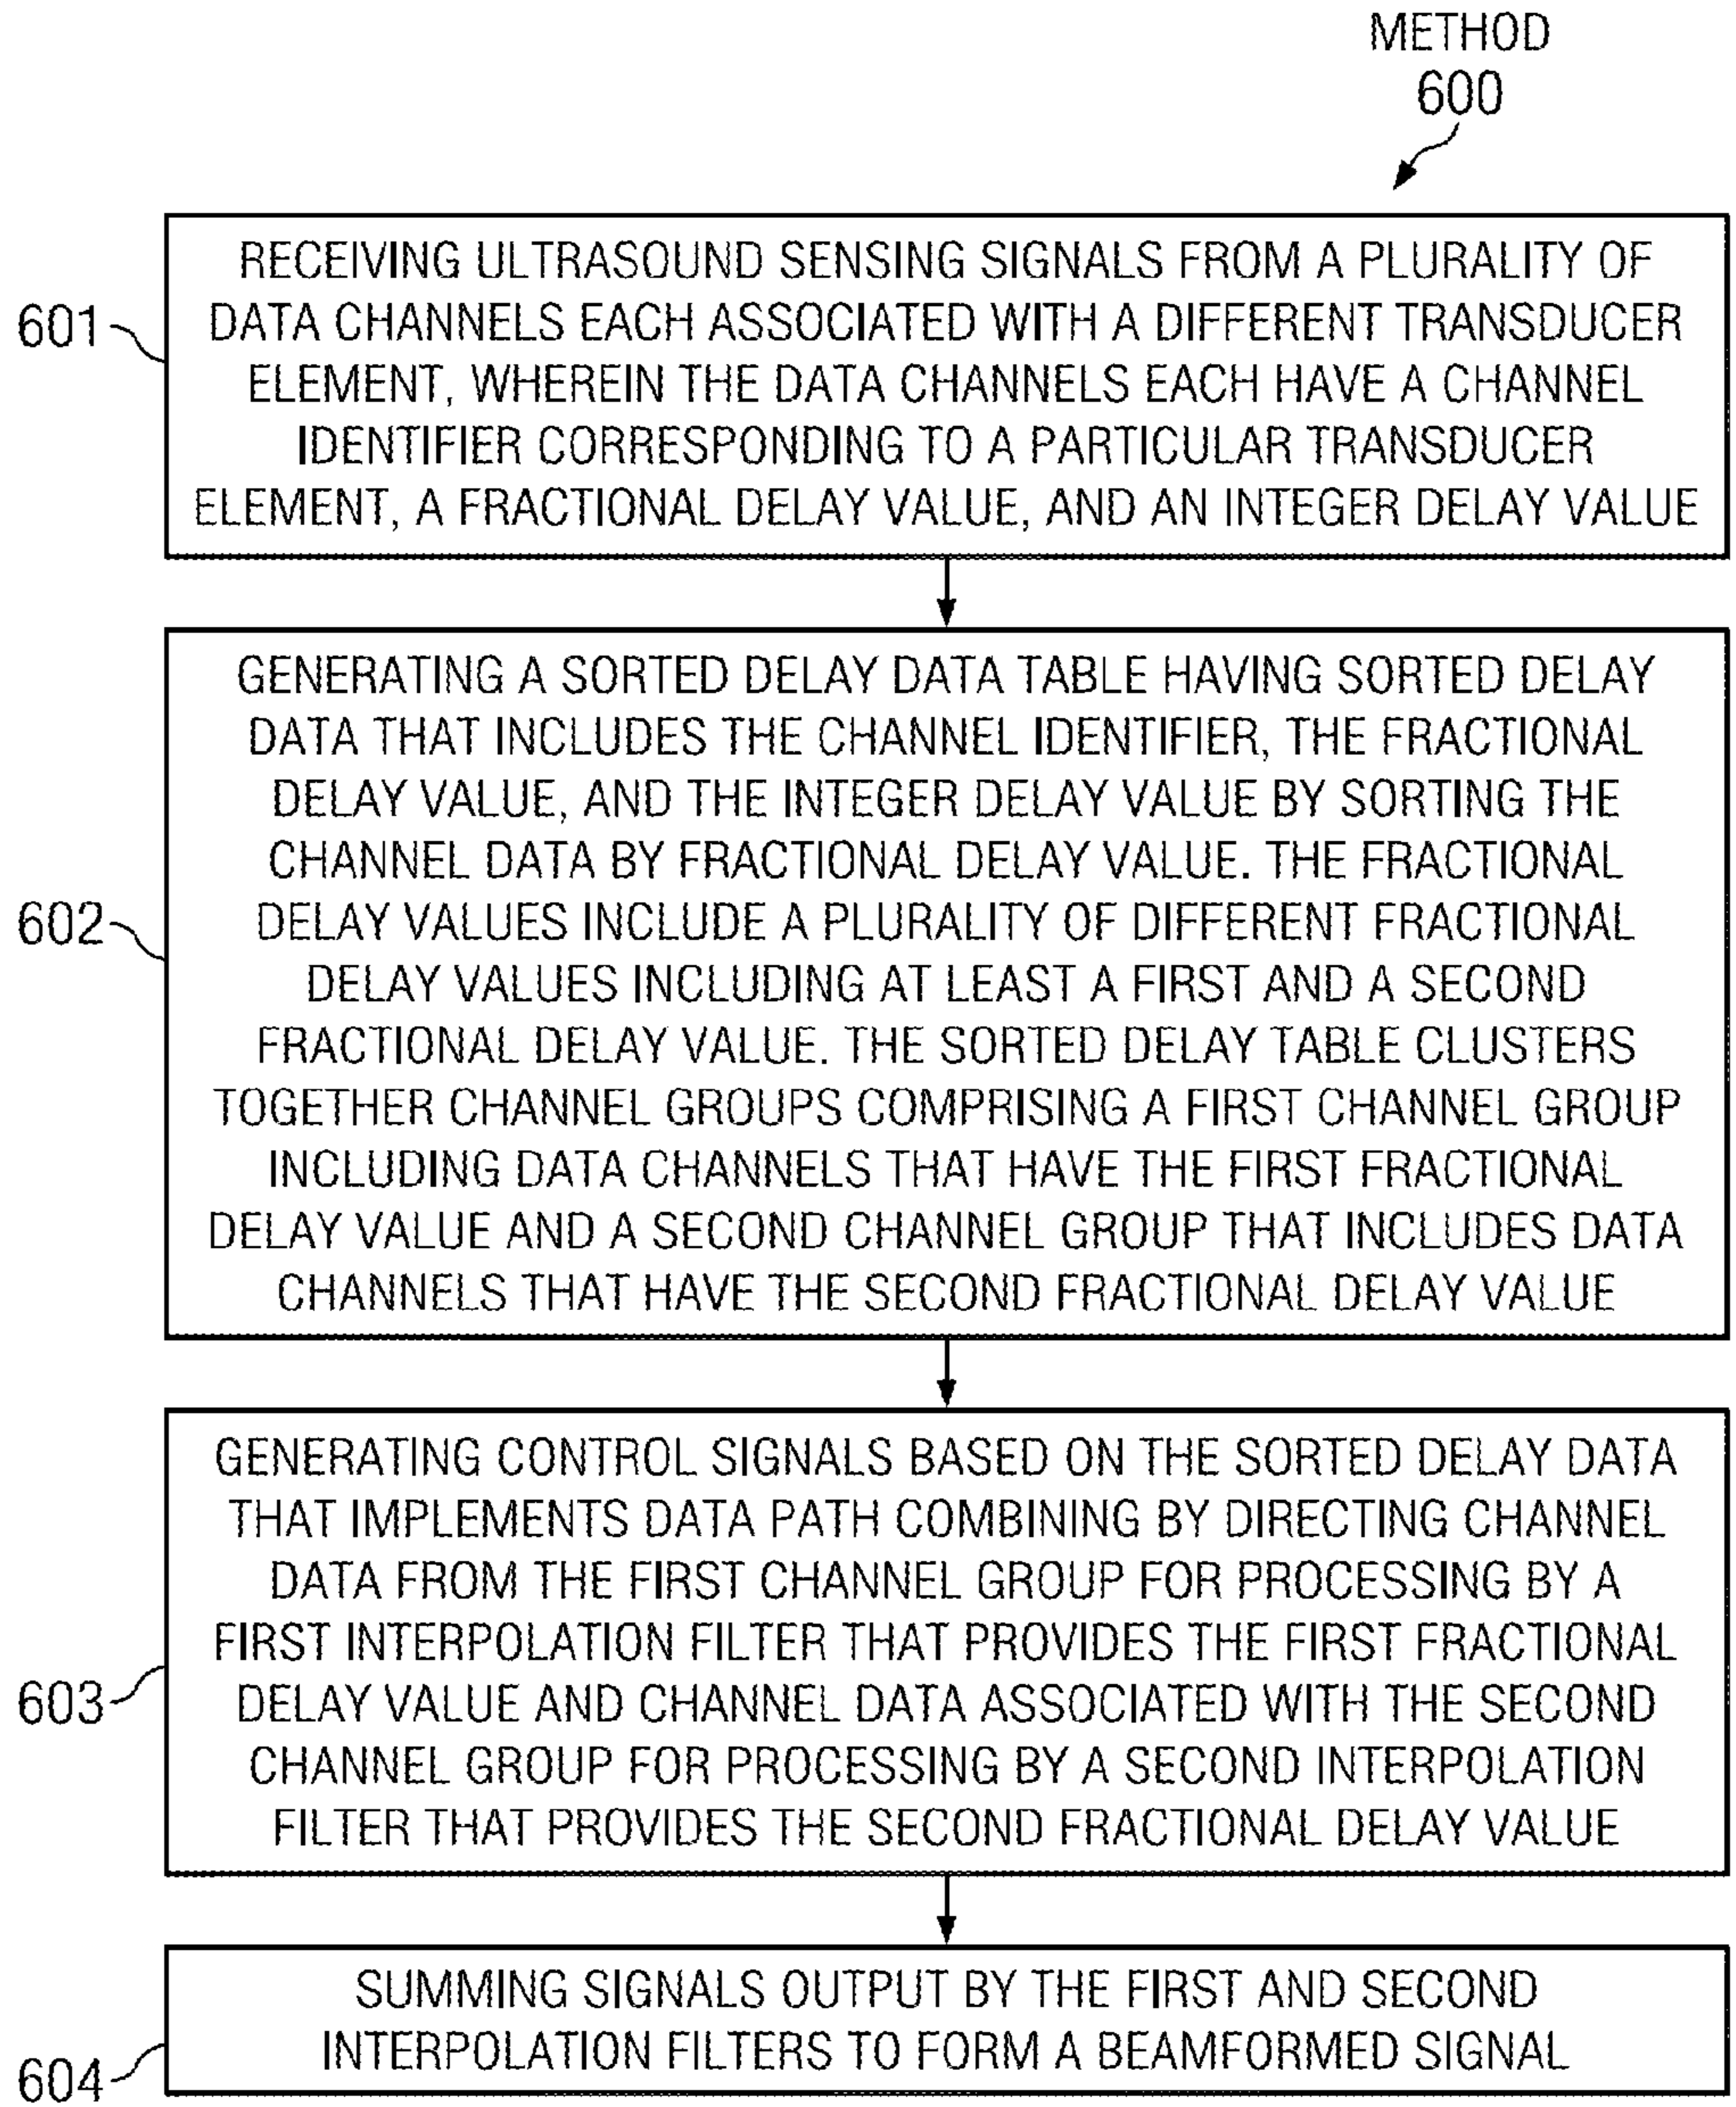 METHOD
600
601
RECEIVING ULTRASOUND SENSING SIGNALS FROM A PLURALITY OF
DATA CHANNELS EACH ASSOCIATED WITH A DIFFERENT TRANSDUCER
ELEMENT, WHEREIN THE DATA CHANNELS EACH HAVE A CHANNEL
IDENTIFIER CORRESPONDING TO A PARTICULAR TRANSDUCER
ELEMENT, A FRACTIONAL DELAY VALUE, AND AN INTEGER DELAY VALUE
602
GENERATING A SORTED DELAY DATA TABLE HAVING SORTED DELAY
DATA THAT INCLUDES THE CHANNEL IDENTIFIER, THE FRACTIONAL
DELAY VALUE, AND THE INTEGER DELAY VALUE BY SORTING THE
CHANNEL DATA BY FRACTIONAL DELAY VALUE. THE FRACTIONAL
DELAY VALUES INCLUDE A PLURALITY OF DIFFERENT FRACTIONAL
DELAY VALUES INCLUDING AT LEAST A FIRST AND A SECOND
FRACTIONAL DELAY VALUE. THE SORTED DELAY TABLE CLUSTERS
TOGETHER CHANNEL GROUPS COMPRISING A FIRST CHANNEL GROUP
INCLUDING DATA CHANNELS THAT HAVE THE FIRST FRACTIONAL
DELAY VALUE AND A SECOND CHANNEL GROUP THAT INCLUDES DATA
CHANNELS THAT HAVE THE SECOND FRACTIONAL DELAY VALUE
603
GENERATING CONTROL SIGNALS BASED ON THE SORTED DELAY DATA
THAT IMPLEMENTS DATA PATH COMBINING BY DIRECTING CHANNEL
DATA FROM THE FIRST CHANNEL GROUP FOR PROCESSING BY A
FIRST INTERPOLATION FILTER THAT PROVIDES THE FIRST FRACTIONAL
DELAY VALUE AND CHANNEL DATA ASSOCIATED WITH THE SECOND
CHANNEL GROUP FOR PROCESSING BY A SECOND INTERPOLATION
FILTER THAT PROVIDES THE SECOND FRACTIONAL DELAY VALUE
604
SUMMING SIGNALS OUTPUT BY THE FIRST AND SECOND
INTERPOLATION FILTERS TO FORM A BEAMFORMED SIGNAL